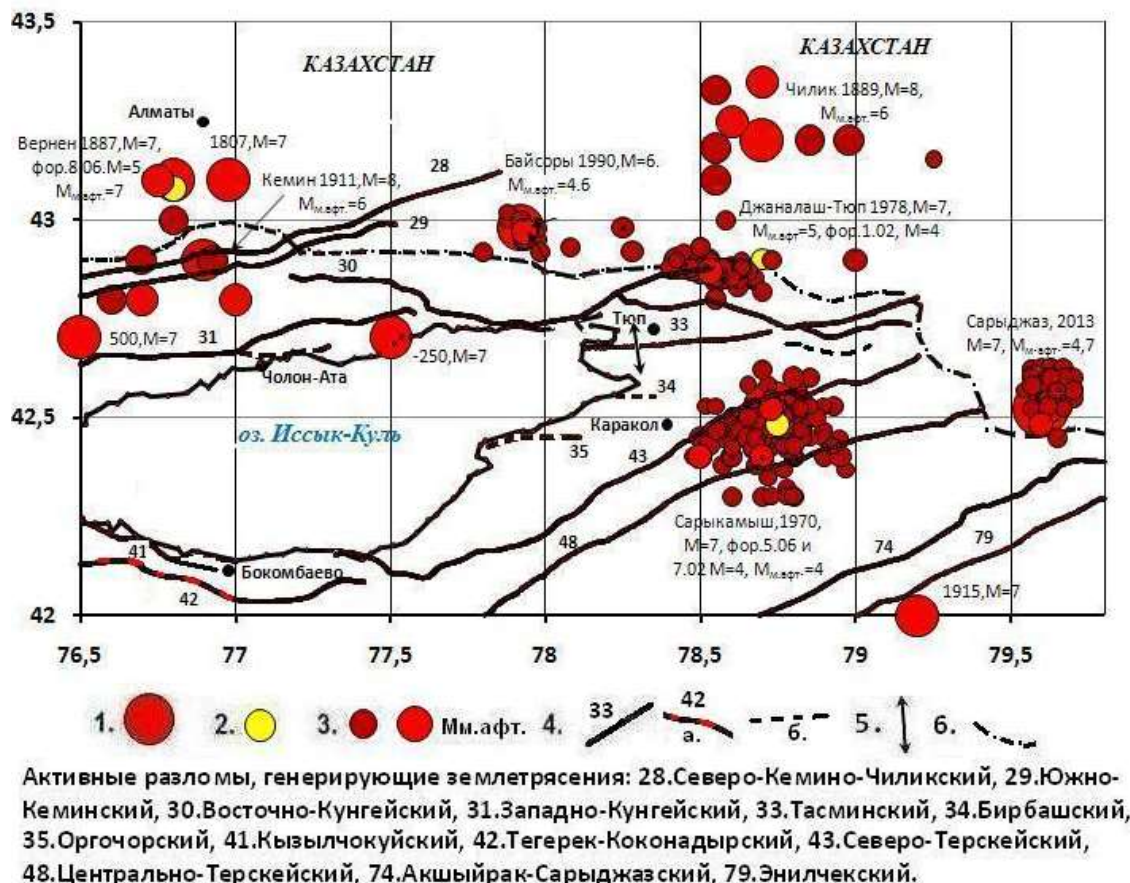 43,5
КАЗАХСТАН
КАЗАХСТАН
Алматы
Чилик 1889,М=8,
Мм.афт.=6
Вернен 1887,М=7,
фор.8.06.М=5,
Мм.афт.=7
1807,М=7
28
Байсоры 1990,М=6.
Мм.афт.=4.6
Кемин 1911,М=8,
Мм.афт.=6
29
43
Джаналаш-Тюп 1978,М=7,
Мм.афт=5, фор.1.02, М=4
30
Тюп
33
Сарыджаз, 2013
М=7, Мм.афт.=4,7
500,М=7
31
-250,М=7
Чолон-Ата
34
42,5
оз. Иссык-Куль
Каракол
35
43
48
Сарыкамыш,1970,
М=7, фор.5.06 и
7.02 М=4, Мм.афт.=4
74
79
41
Бокомбаево
42
1915,М=7
42
76,5 77 77,5 78 78,5 79 79,5
1. 2. 3. Мм.афт. 4. 33 42 а. б. 5. 6.
Активные разломы, генерирующие землетрясения: 28.Северо-Кемино-Чиликский, 29.Южно-
Кеминский, 30.Восточно-Кунгейский, 31.Западно-Кунгейский, 33.Тасминский, 34.Бирбашский,
35.Оргочорский, 41.Кызылчокуйский, 42.Тегерек-Коконадырский, 43.Северо-Терскейский,
48.Центрально-Терскейский, 74.Акшыйрак-Сарыджазский, 79.Энилчекский.